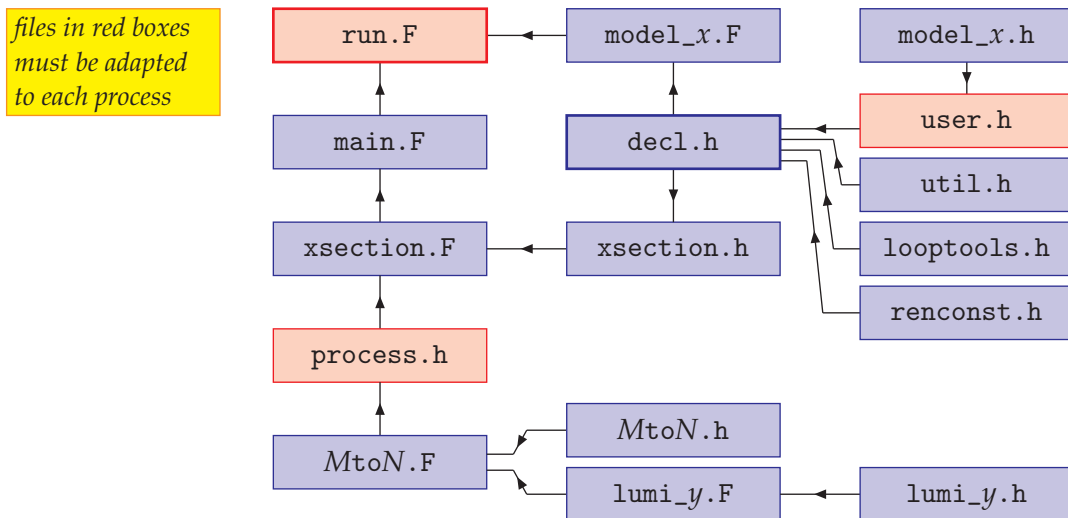 files in red boxes
must be adapted
to each process
run.F
model_x.F
model_x.h
main.F
decl.h
user.h
util.h
xsection.F
xsection.h
looptools.h
renconst.h
process.h
MtoN.F
MtoN.h
lumi_y.F
lumi_y.h